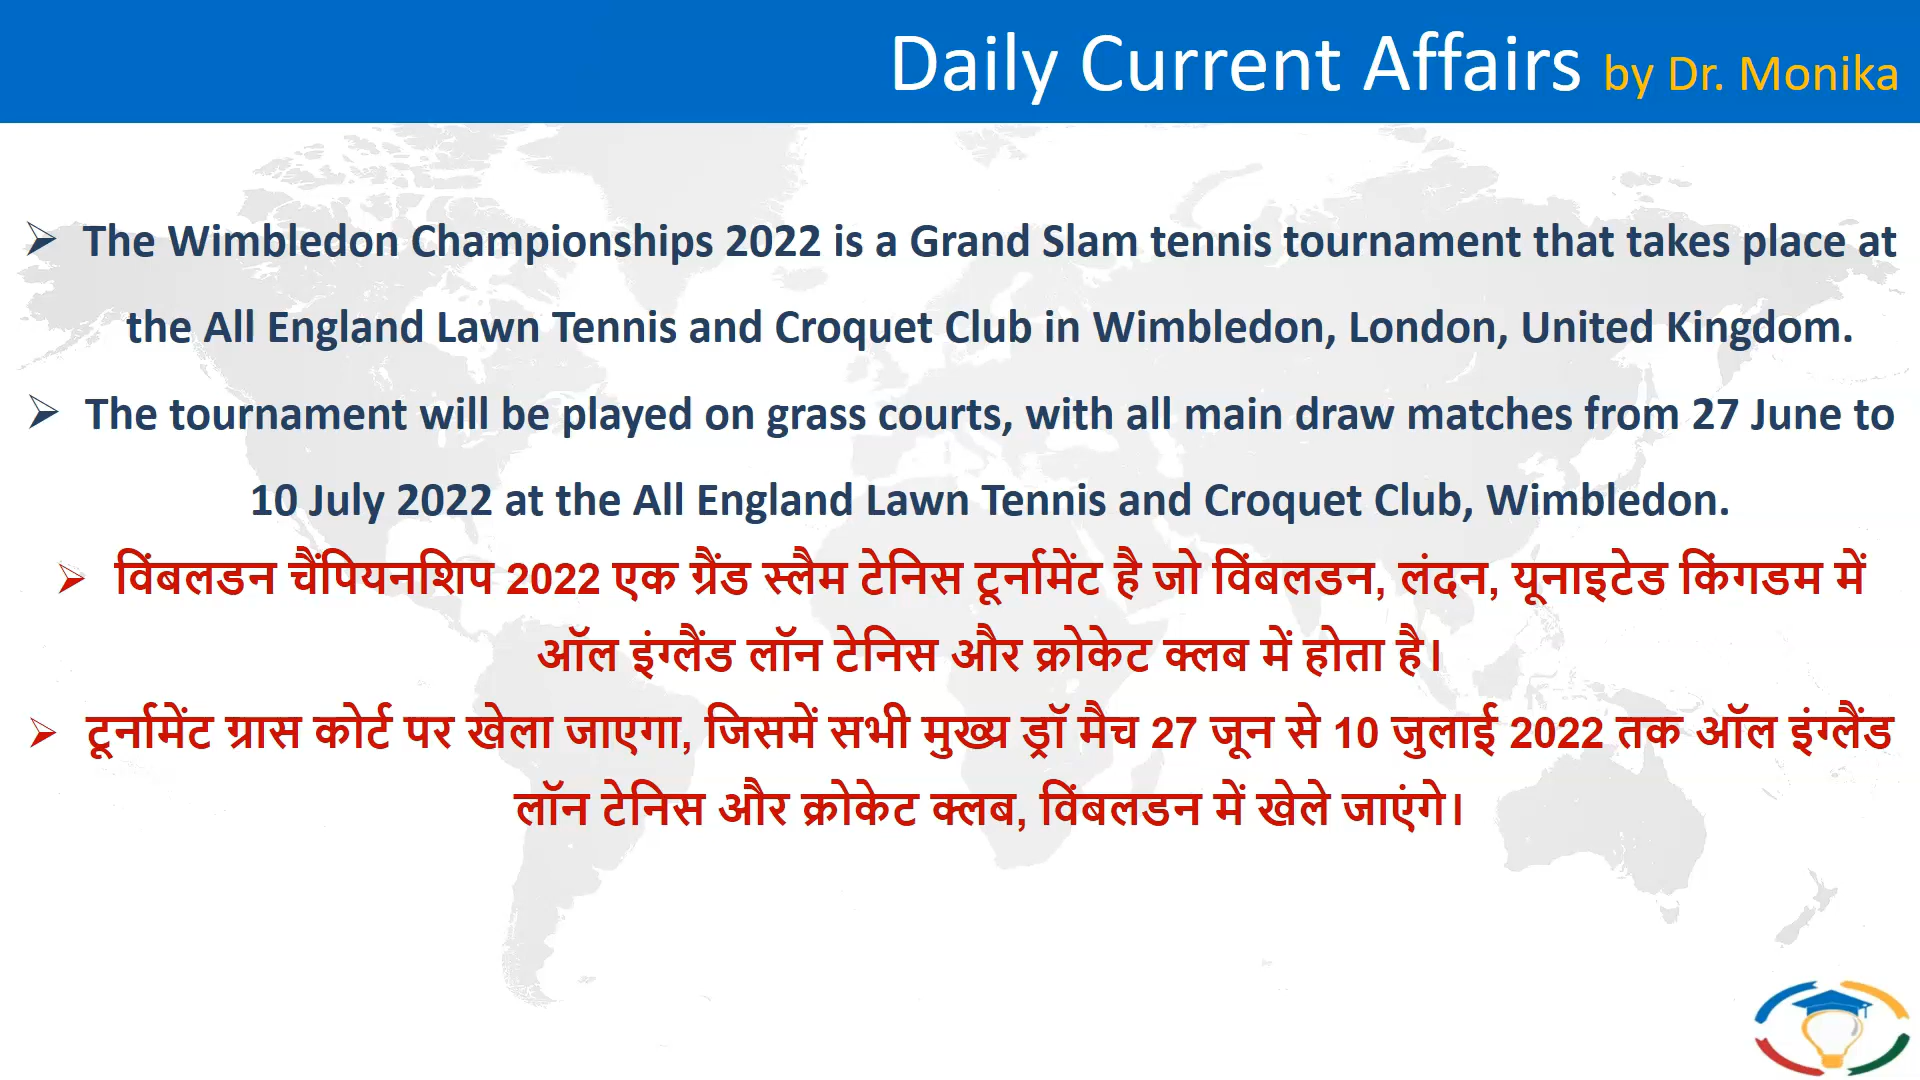 Daily Current Affairs by Dr. Monika
➢ The Wimbledon Championships 2022 is a Grand Slam tennis tournament that takes place at
the All England Lawn Tennis and Croquet Club in Wimbledon, London, United Kingdom.
➢ The tournament will be played on grass courts, with all main draw matches from 27 June to
10 July 2022 at the All England Lawn Tennis and Croquet Club, Wimbledon.
➢ विंबलडन चैंपियनशिप 2022 एक ग्रैंड स्लैम टेनिस टूर्नामेंट है जो विंबलडन, लंदन, यूनाइटेड किंगडम में
ऑल इंग्लैंड लॉन टेनिस और क्रोकेट क्लब में होता है।
➢ टूर्नामेंट ग्रास कोर्ट पर खेला जाएगा, जिसमें सभी मुख्य ड्रॉ मैच 27 जून से 10 जुलाई 2022 तक ऑल इंग्लैंड
लॉन टेनिस और क्रोकेट क्लब, विंबलडन में खेले जाएंगे।